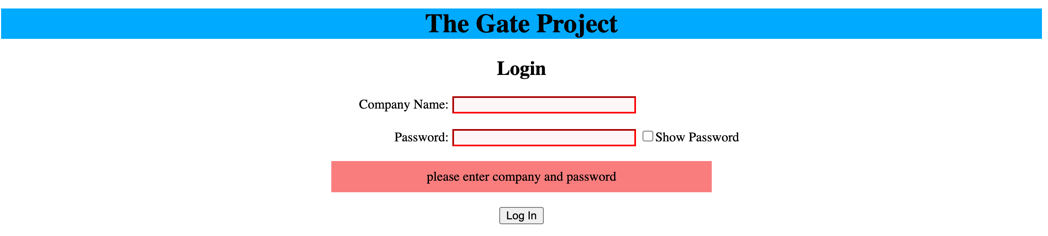 The Gate Project
Login
Company Name:
Password: Show Password
please enter company and password
Log In